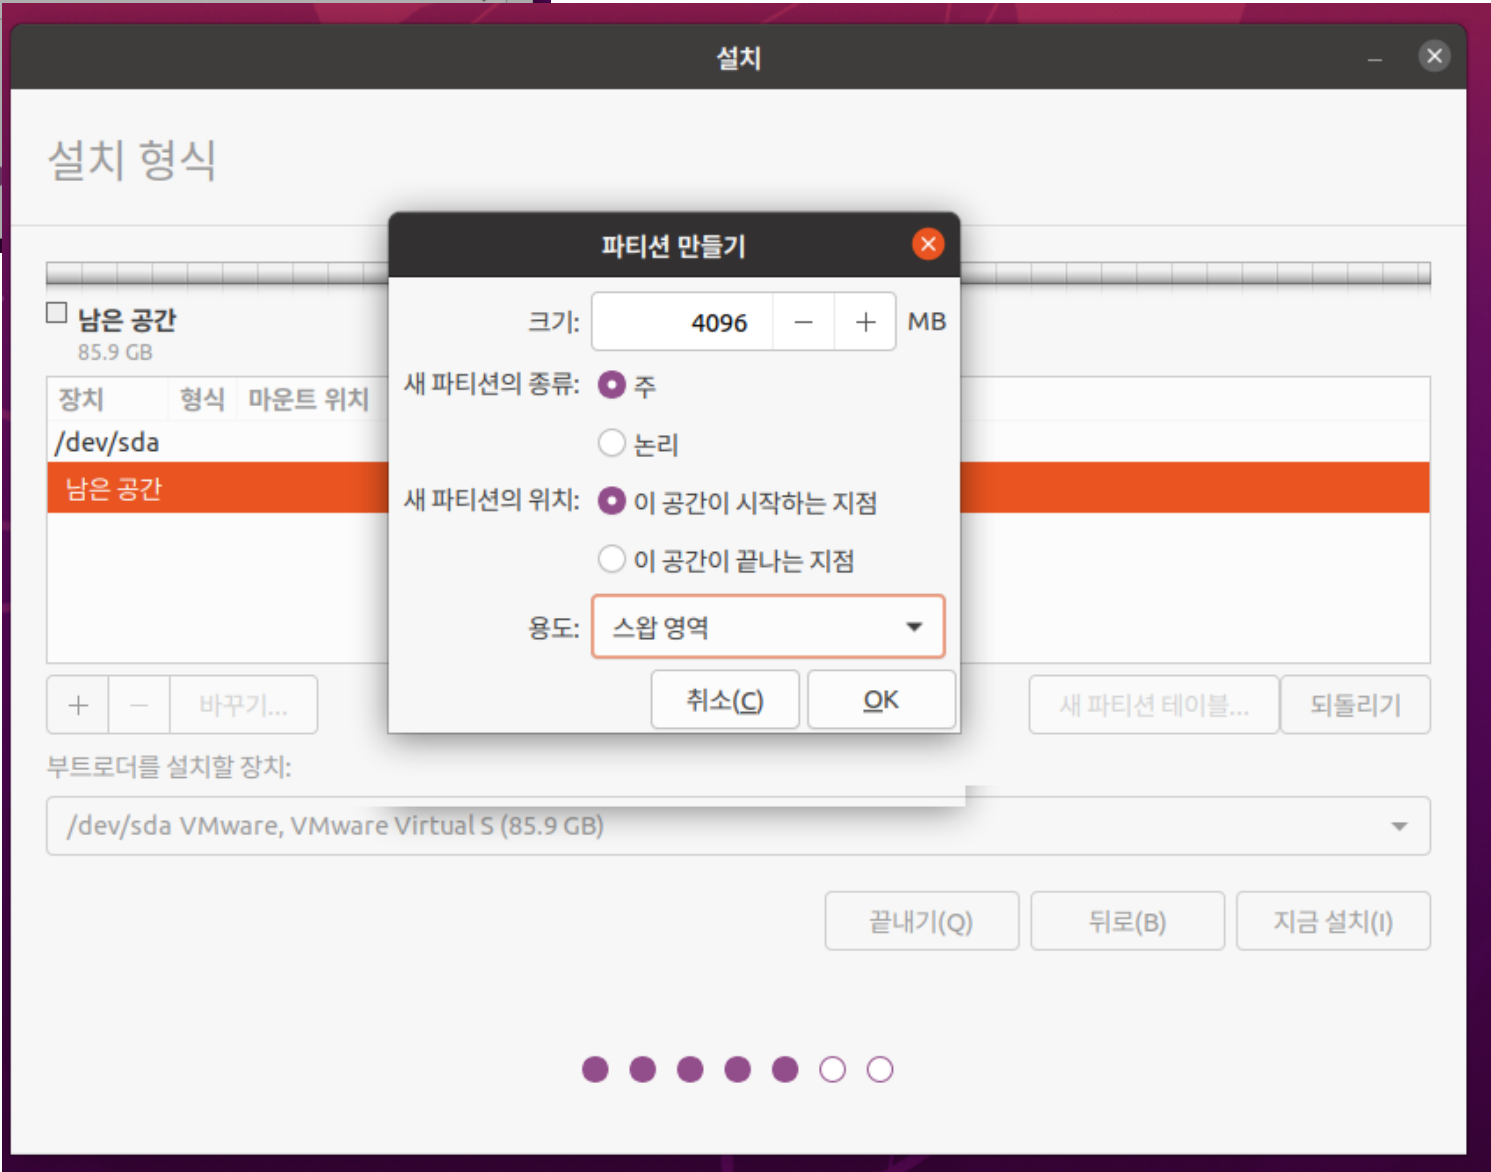 설치
설치 형식
파티션 만들기
크기: 4096 − + MB
남은 공간
85.9 GB
새 파티션의 종류: 주
논리
장치 형식 마운트 위치
/dev/sda
남은 공간
새 파티션의 위치: 이 공간이 시작하는 지점
이 공간이 끝나는 지점
용도: 스왑 영역
취소(C) OK
+ − 바꾸기... 새 파티션 테이블... 되돌리기
부트로더를 설치할 장치:
/dev/sda VMware, VMware Virtual S (85.9 GB)
끝내기(Q) 뒤로(B) 지금 설치(I)